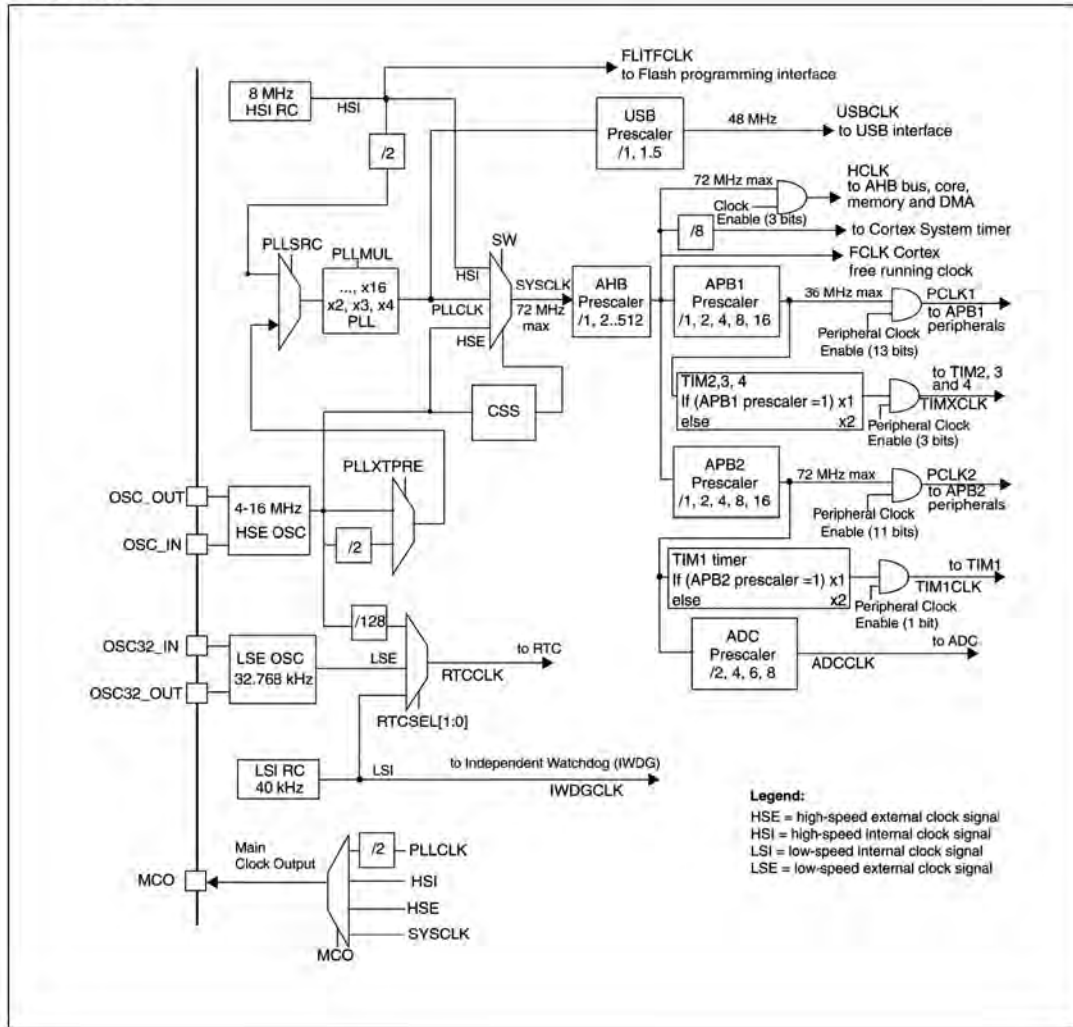 FLITFCLK
to Flash programming interface
8 MHz
HSI RC
HSI
/2
USB
Prescaler
/1, 1.5
48 MHz
USBCLK
to USB interface
HCLK
to AHB bus, core,
memory and DMA
72 MHz max
Clock
Enable (3 bits)
/8
to Cortex System timer
FCLK Cortex
free running clock
PLLSRC
PLLMUL
..., x16
x2, x3, x4
PLL
SW
HSI
PLLCLK
HSE
SYSCLK
72 MHz
max
AHB
Prescaler
/1, 2..512
APB1
Prescaler
/1, 2, 4, 8, 16
36 MHz max
PCLK1
to APB1
peripherals
Peripheral Clock
Enable (13 bits)
TIM2,3, 4
If (APB1 prescaler =1) x1
else x2
to TIM2, 3
and 4
TIMXCLK
Peripheral Clock
Enable (3 bits)
CSS
PLLXTPRE
OSC_OUT
OSC_IN
4-16 MHz
HSE OSC
/2
APB2
Prescaler
/1, 2, 4, 8, 16
72 MHz max
PCLK2
to APB2
peripherals
Peripheral Clock
Enable (11 bits)
TIM1 timer
If (APB2 prescaler =1) x1
else x2
to TIM1
TIM1CLK
Peripheral Clock
Enable (1 bit)
/128
OSC32_IN
OSC32_OUT
LSE OSC
32.768 kHz
LSE
to RTC
RTCCLK
RTCSEL[1:0]
ADC
Prescaler
/2, 4, 6, 8
to ADC
ADCCLK
LSI RC
40 kHz
LSI
to Independent Watchdog (IWDG)
IWDGCLK
Legend:
HSE = high-speed external clock signal
HSI = high-speed internal clock signal
LSI = low-speed internal clock signal
LSE = low-speed external clock signal
Main
Clock Output
MCO
/2
PLLCLK
HSI
HSE
SYSCLK
MCO